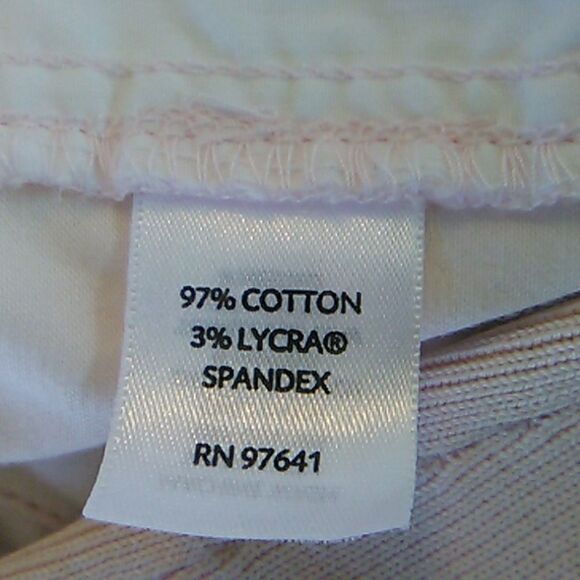 97% COTTON
3% LYCRA®
SPANDEX
RN 97641